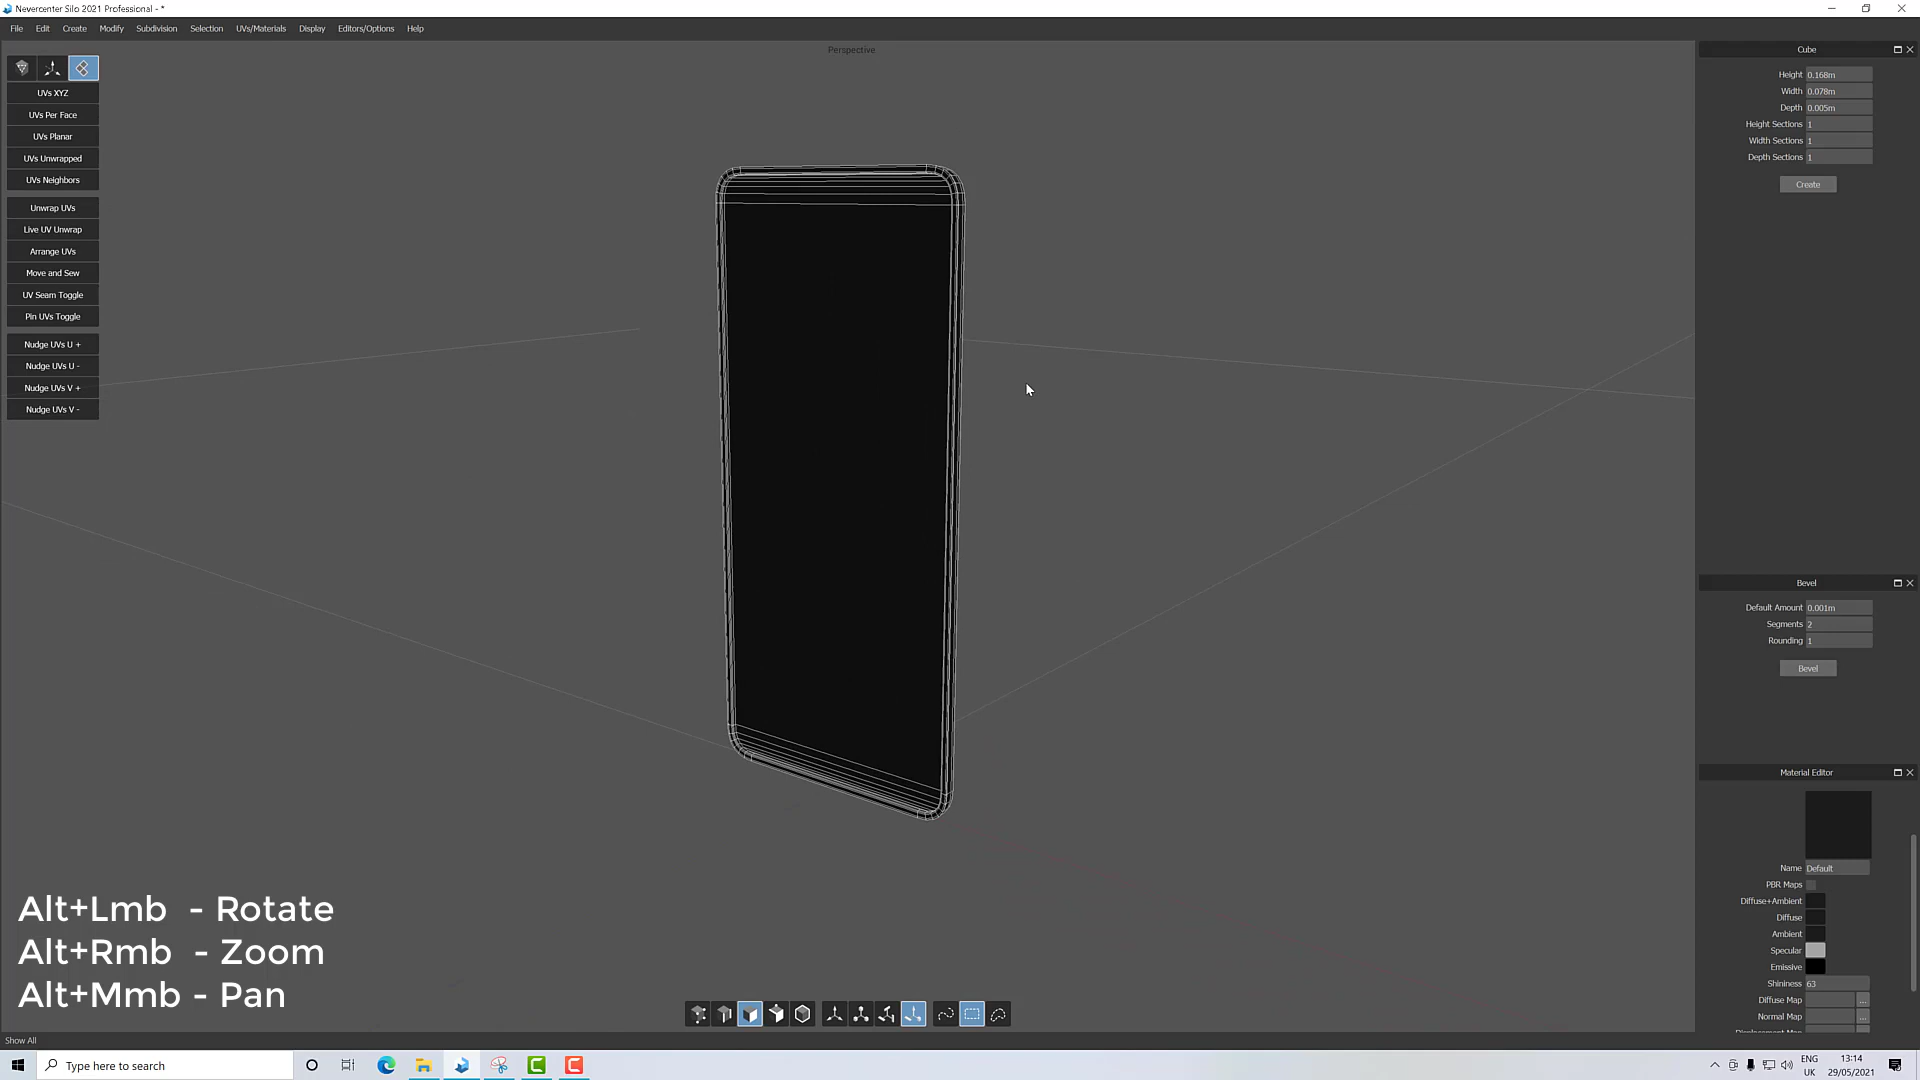 Nevercenter Silo 2021 Professional - *
File Edit Create Modify Subdivision Selection UVs/Materials Display Editors/Options Help
Perspective
UVs XYZ
UVs Per Face
UVs Planar
UVs Unwrapped
UVs Neighbors
Unwrap UVs
Live UV Unwrap
Arrange UVs
Move and Sew
UV Seam Toggle
Pin UVs Toggle
Nudge UVs U +
Nudge UVs U -
Nudge UVs V +
Nudge UVs V -
Cube
Height 0.168m
Width 0.078m
Depth 0.005m
Height Sections 1
Width Sections 1
Depth Sections 1
Create
Bevel
Default Amount 0.001m
Segments 2
Rounding 1
Bevel
Material Editor
Name Default
PBR Maps
Diffuse+Ambient
Diffuse
Ambient
Specular
Emissive
Shininess 63
Diffuse Map ...
Normal Map ...
Alt+Lmb - Rotate
Alt+Rmb - Zoom
Alt+Mmb - Pan
Show All
Type here to search
ENG
UK
13:14
29/05/2021